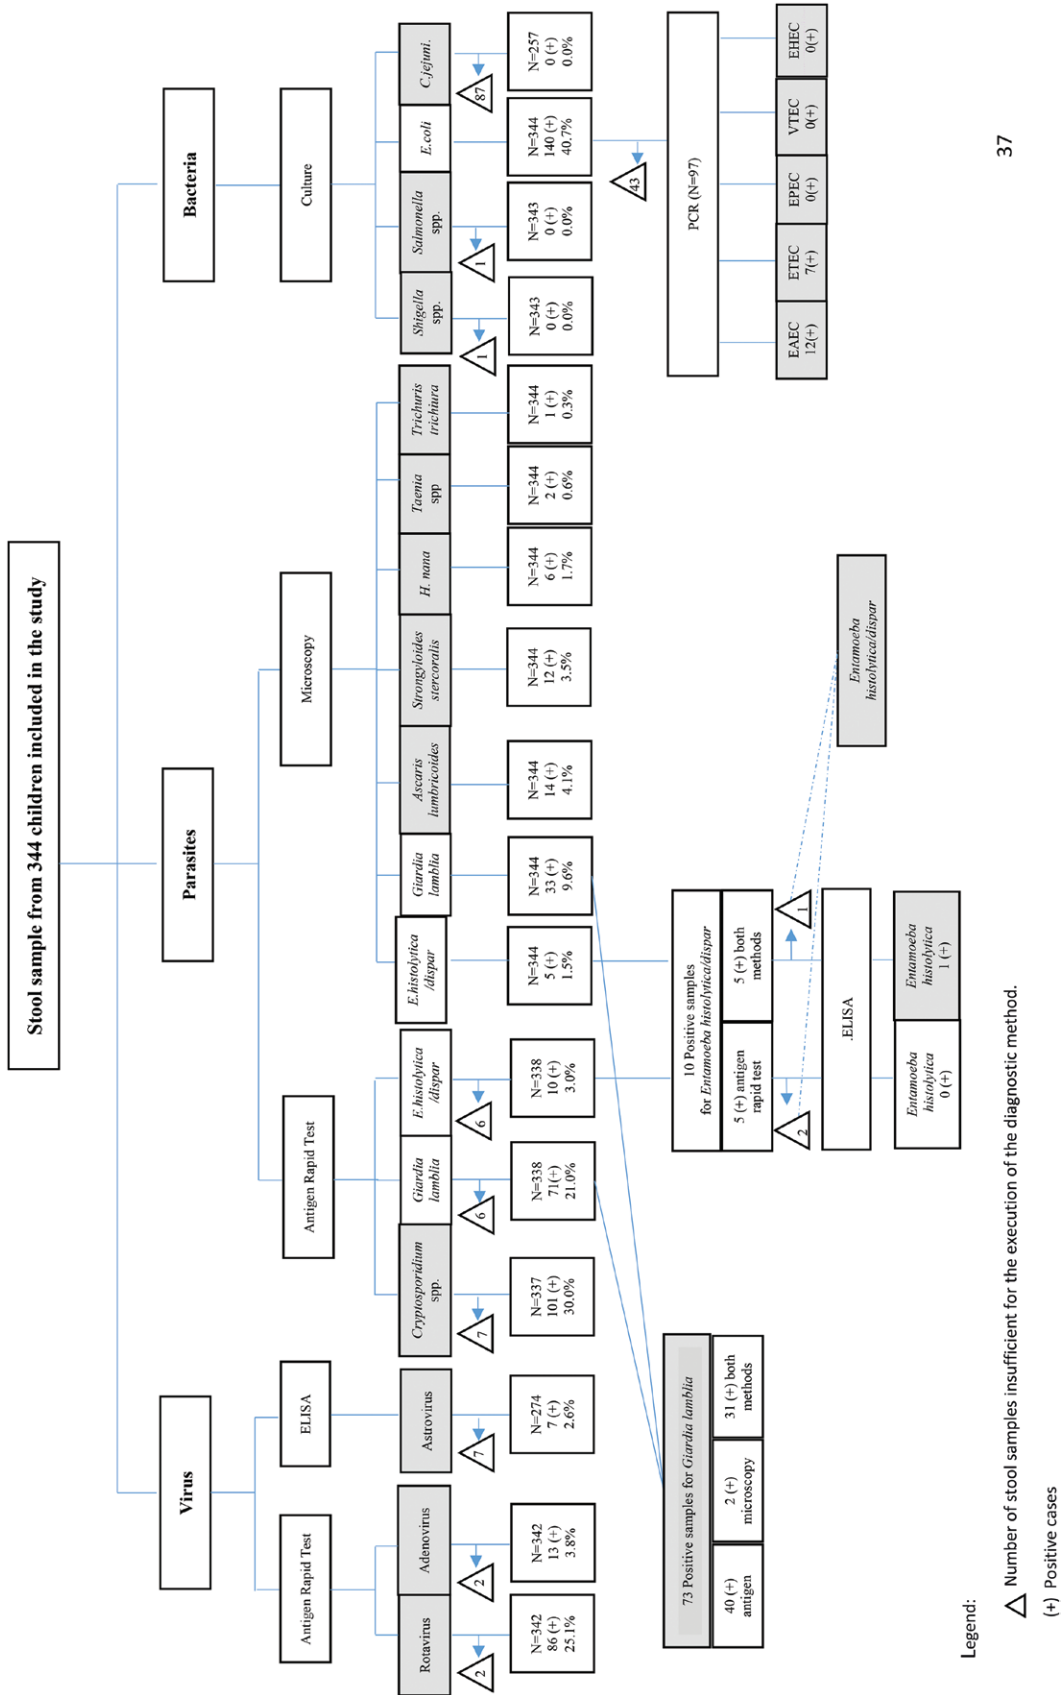 Stool sample from 344 children included in the study
Virus
Parasites
Bacteria
Antigen Rapid Test
ELISA
Antigen Rapid Test
Microscopy
Culture
Rotavirus
Adenovirus
Astrovirus
Cryptosporidium
spp.
Giardia
lamblia
E.histolytica
/dispar
E.histolytica
/dispar
Giardia
lamblia
Ascaris
lumbricoides
Strongyloides
stercoralis
H. nana
Taenia
spp
Trichuris
trichiura
Shigella
spp.
Salmonella
spp.
E.coli
C.jejuni.
2
2
7
7
6
6
1
1
87
N=342
86 (+)
25.1%
N=342
13 (+)
3.8%
N=274
7 (+)
2.6%
N=337
101 (+)
30.0%
N=338
71(+)
21.0%
N=338
10 (+)
3.0%
N=344
5 (+)
1.5%
N=344
33 (+)
9.6%
N=344
14 (+)
4.1%
N=344
12 (+)
3.5%
N=344
6 (+)
1.7%
N=344
2 (+)
0.6%
N=344
1 (+)
0.3%
N=343
0 (+)
0.0%
N=343
0 (+)
0.0%
N=344
140 (+)
40.7%
N=257
0 (+)
0.0%
43
73 Positive samples for Giardia lamblia
40 (+)
antigen
2 (+)
microscopy
31 (+) both
methods
10 Positive samples
for Entamoeba histolytica/dispar
5 (+) antigen
rapid test
5 (+) both
methods
2
1
.ELISA
Entamoeba
histolytica
0 (+)
Entamoeba
histolytica
1 (+)
Entamoeba
histolytica/dispar
PCR (N=97)
EAEC
12(+)
ETEC
7(+)
EPEC
0(+)
VTEC
0(+)
EHEC
0(+)
Legend:
Number of stool samples insufficient for the execution of the diagnostic method.
(+) Positive cases
37